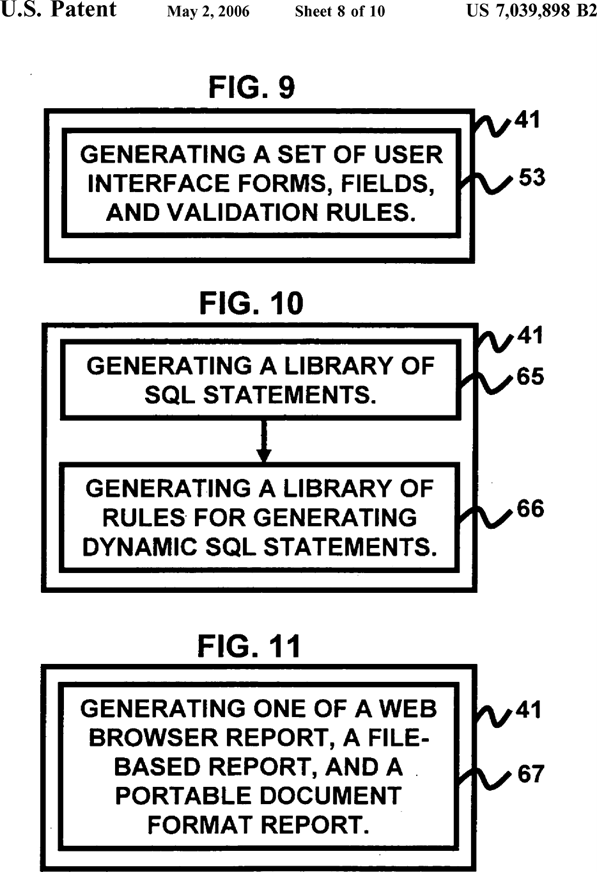 U.S. Patent May 2, 2006 Sheet 8 of 10 US 7,039,898 B2
FIG. 9
41
GENERATING A SET OF USER
INTERFACE FORMS, FIELDS,
AND VALIDATION RULES.
53
FIG. 10
41
GENERATING A LIBRARY OF
SQL STATEMENTS.
65
GENERATING A LIBRARY OF
RULES FOR GENERATING
DYNAMIC SQL STATEMENTS.
66
FIG. 11
41
GENERATING ONE OF A WEB
BROWSER REPORT, A FILE-
BASED REPORT, AND A
PORTABLE DOCUMENT
FORMAT REPORT.
67